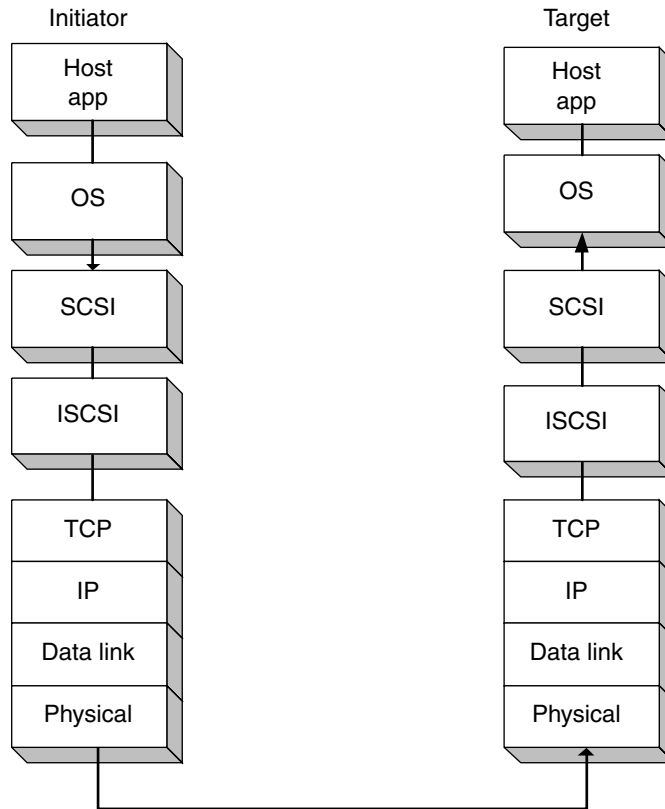 Initiator
Host
app
OS
SCSI
ISCSI
TCP
IP
Data link
Physical
Target
Host
app
OS
SCSI
ISCSI
TCP
IP
Data link
Physical